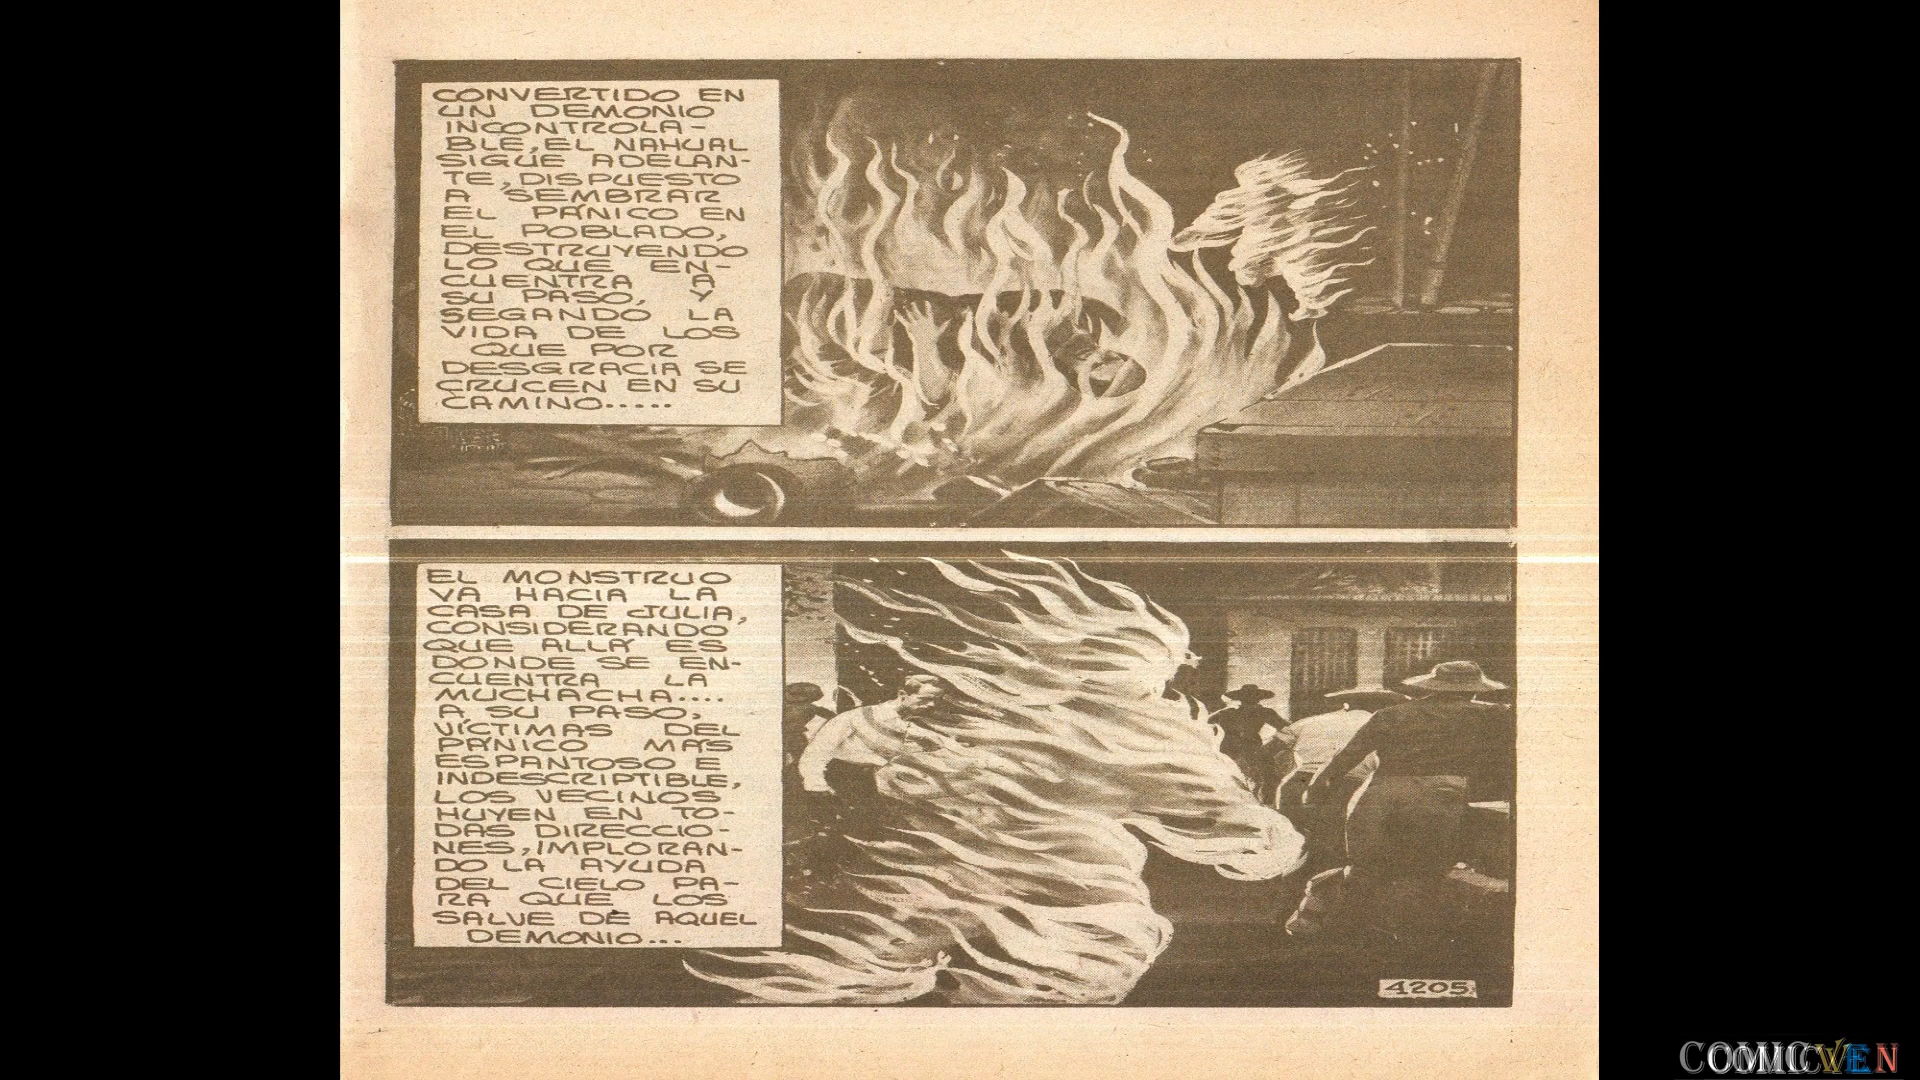 CONVERTIDO EN
UN DEMONIO
INCONTROLA-
BLE, EL NAHUAL
SIGUE ADELAN-
TE, DISPUESTO
A SEMBRAR
EL PÁNICO EN
EL POBLADO,
DESTRUYENDO
LO QUE EN-
CUENTRA A
SU PASO, Y
SEGANDO LA
VIDA DE LOS
QUE POR
DESGRACIA SE
CRUCEN EN SU
CAMINO.....
EL MONSTRUO
VA HACIA LA
CASA DE JULIA,
CONSIDERANDO
QUE ALLÁ ES
DONDE SE EN-
CUENTRA LA
MUCHACHA....
A SU PASO,
VÍCTIMAS DEL
PÁNICO MÁS
ESPANTOSO E
INDESCRIPTIBLE,
LOS VECINOS
HUYEN EN TO-
DAS DIRECCIO-
NES, IMPLORAN-
DO LA AYUDA
DEL CIELO PA-
RA QUE LOS
SALVE DE AQUEL
DEMONIO...
4205
COMICWEN